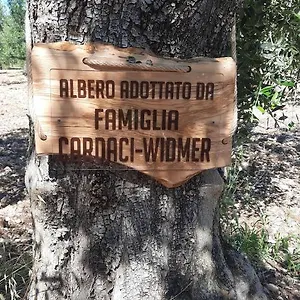 ALBERO ADOTTATO DA
FAMIGLIA
CARDACI-WIDMER